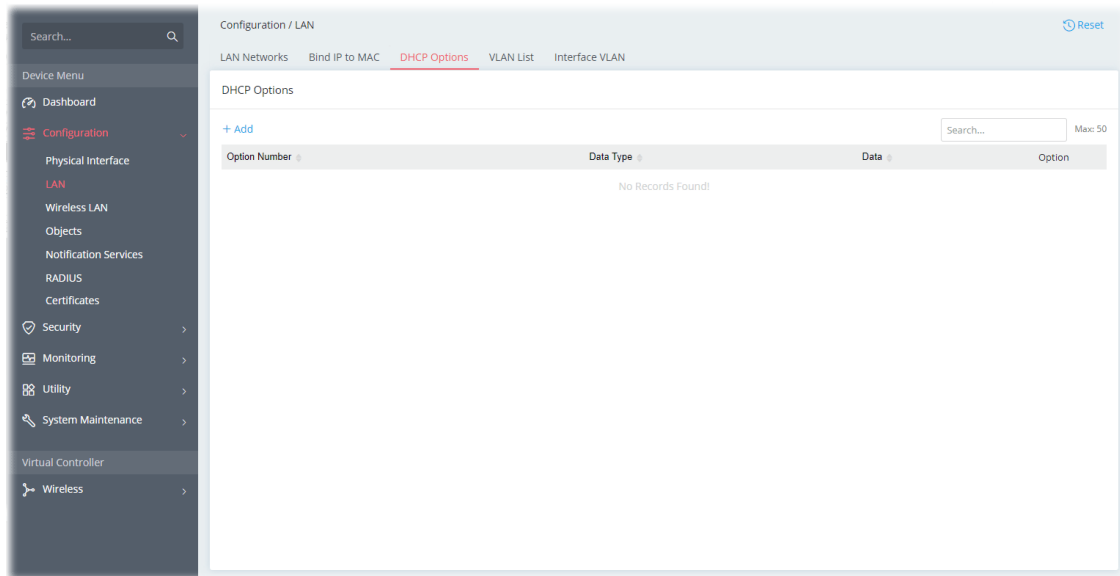 Search...
Device Menu
Dashboard
Configuration
Physical Interface
LAN
Wireless LAN
Objects
Notification Services
RADIUS
Certificates
Security
Monitoring
Utility
System Maintenance
Virtual Controller
Wireless
Configuration / LAN
Reset
LAN Networks Bind IP to MAC DHCP Options VLAN List Interface VLAN
DHCP Options
+ Add
Search...
Max: 50
Option Number Data Type Data Option
No Records Found!